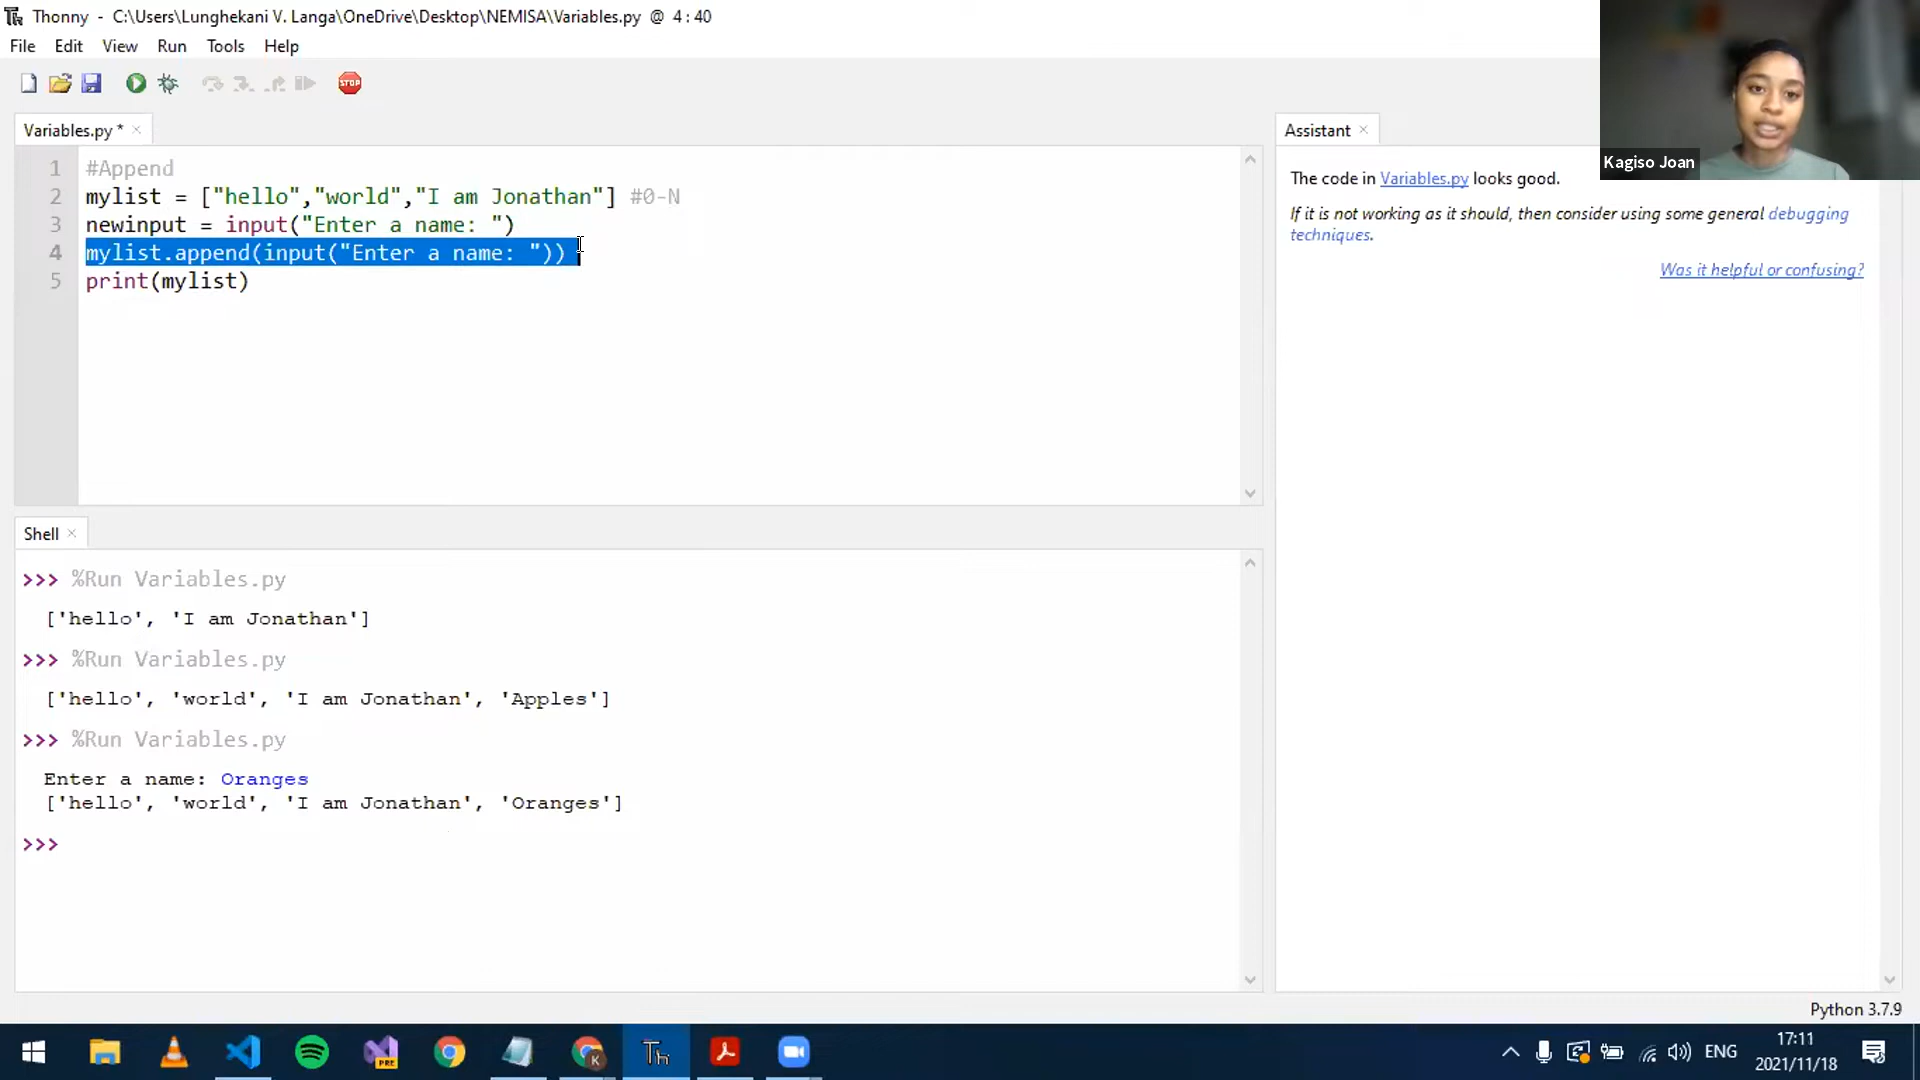 Thonny - C:\Users\Lunghekani V. Langa\OneDrive\Desktop\NEMISA\Variables.py @ 4:40
File Edit View Run Tools Help
STOP
Variables.py *
1 #Append
2 mylist = ["hello","world","I am Jonathan"] #0-N
3 newinput = input("Enter a name: ")
4 mylist.append(input("Enter a name: "))
5 print(mylist)
Shell
>>> %Run Variables.py
['hello', 'I am Jonathan']
>>> %Run Variables.py
['hello', 'world', 'I am Jonathan', 'Apples']
>>> %Run Variables.py
Enter a name: Oranges
['hello', 'world', 'I am Jonathan', 'Oranges']
>>>
Assistant
The code in Variables.py looks good.
If it is not working as it should, then consider using some general debugging
techniques.
Was it helpful or confusing?
Kagiso Joan
Python 3.7.9
PRE
K
Th
ENG
17:11
2021/11/18